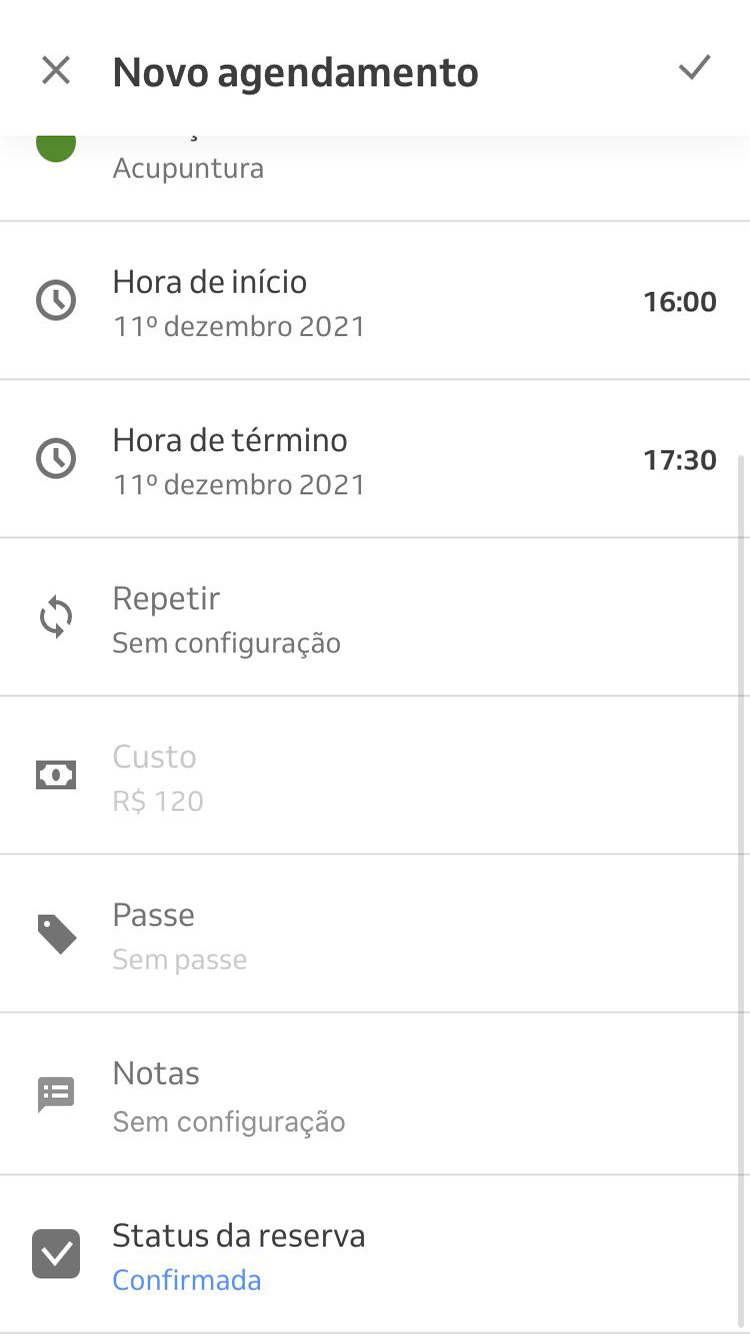 Novo agendamento
Acupuntura
Hora de início
11º dezembro 2021
16:00
Hora de término
11º dezembro 2021
17:30
Repetir
Sem configuração
Custo
R$ 120
Passe
Sem passe
Notas
Sem configuração
Status da reserva
Confirmada